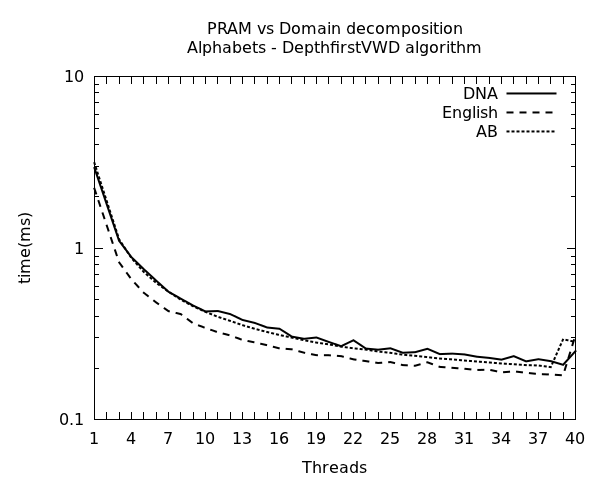 PRAM vs Domain decomposition
Alphabets - DepthfirstVWD algorithm
DNA
English
AB
time(ms)
10
1
0.1
1 4 7 10 13 16 19 22 25 28 31 34 37 40
Threads